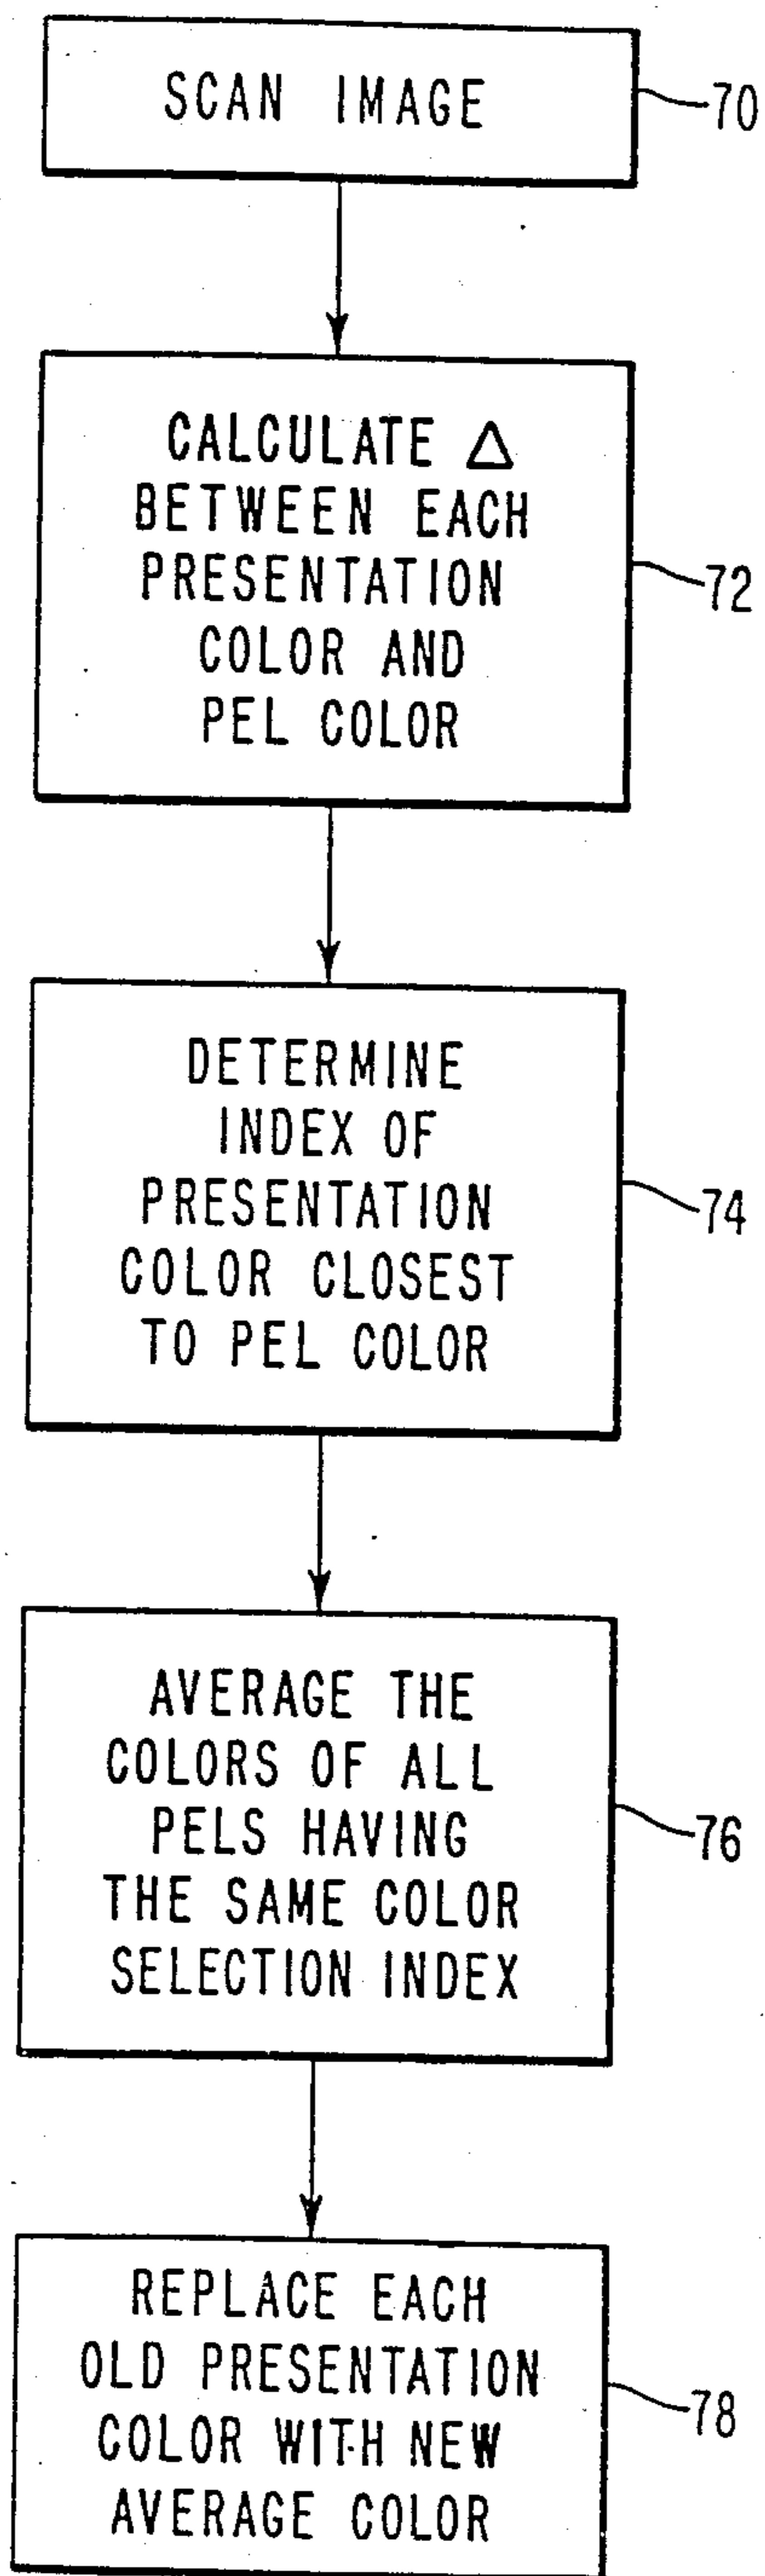 SCAN IMAGE
70
CALCULATE Δ
BETWEEN EACH
PRESENTATION
COLOR AND
PEL COLOR
72
DETERMINE
INDEX OF
PRESENTATION
COLOR CLOSEST
TO PEL COLOR
74
AVERAGE THE
COLORS OF ALL
PELS HAVING
THE SAME COLOR
SELECTION INDEX
76
REPLACE EACH
OLD PRESENTATION
COLOR WITH NEW
AVERAGE COLOR
78